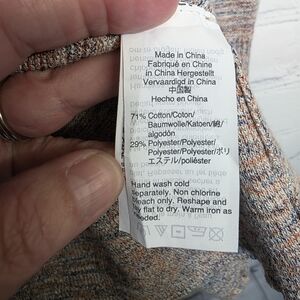 Made in China
Fabriqué en Chine
in China Hergestellt
Vervaardigd in China
中国製
Hecho en China
71% Cotton/Coton/
Baumwolle/Katoen/綿/
algodón
29% Polyester/Polyester/
Polyester/Polyester/ポリ
エステル/poliéster
Hand wash cold
separately. Non chlorine
bleach only. Reshape and
lay flat to dry. Warm iron as
needed.